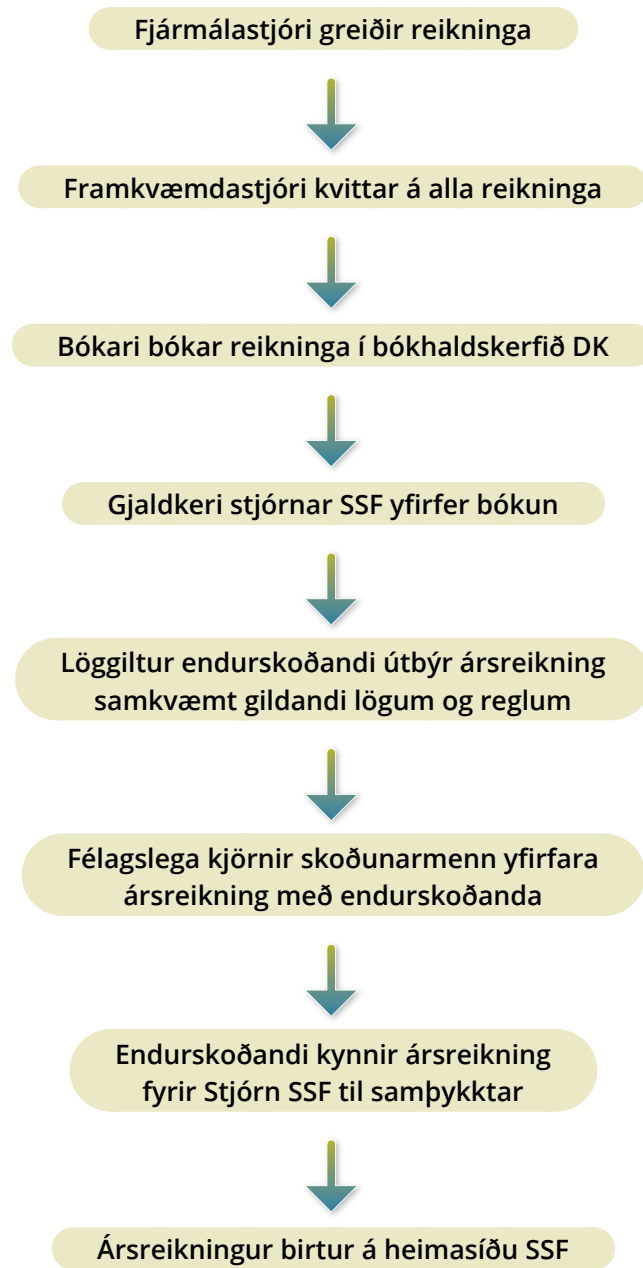 Fjármálastjóri greiðir reikninga
Framkvæmdastjóri kvittar á alla reikninga
Bókari bókar reikninga í bókhaldskerfið DK
Gjaldkeri stjórnar SSF yfirfer bókun
Löggiltur endurskoðandi útbýr ársreikning
samkvæmt gildandi lögum og reglum
Félagslega kjörnir skoðunarmenn yfirfara
ársreikning með endurskoðanda
Endurskoðandi kynnir ársreikning
fyrir Stjórn SSF til samþykktar
Ársreikningur birtur á heimasíðu SSF